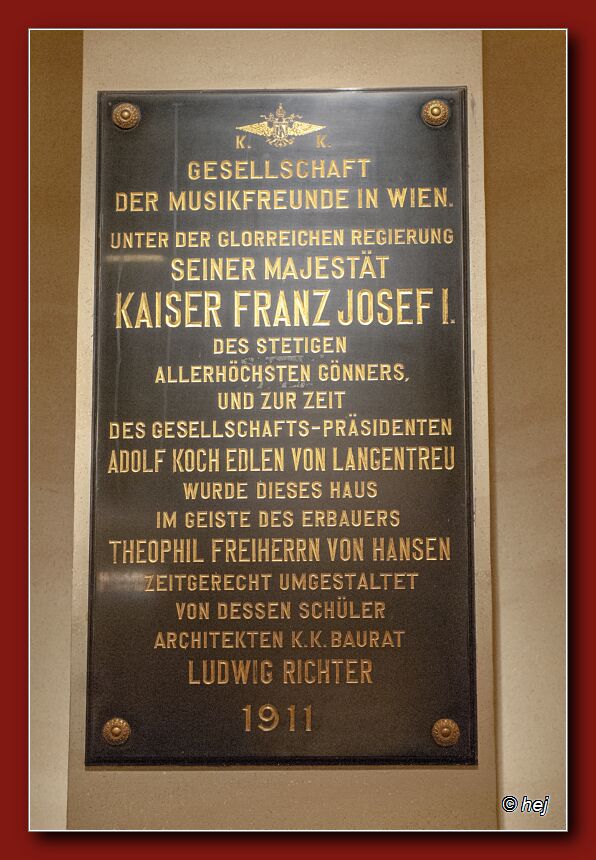 K. K.
GESELLSCHAFT
DER MUSIKFREUNDE IN WIEN.
UNTER DER GLORREICHEN REGIERUNG
SEINER MAJESTÄT
KAISER FRANZ JOSEF I.
DES STETIGEN
ALLERHÖCHSTEN GÖNNERS,
UND ZUR ZEIT
DES GESELLSCHAFTS-PRÄSIDENTEN
ADOLF KOCH EDLEN VON LANGENTREU
WURDE DIESES HAUS
IM GEISTE DES ERBAUERS
THEOPHIL FREIHERRN VON HANSEN
ZEITGERECHT UMGESTALTET
VON DESSEN SCHÜLER
ARCHITEKTEN K.K. BAURAT
LUDWIG RICHTER
1911
© hej